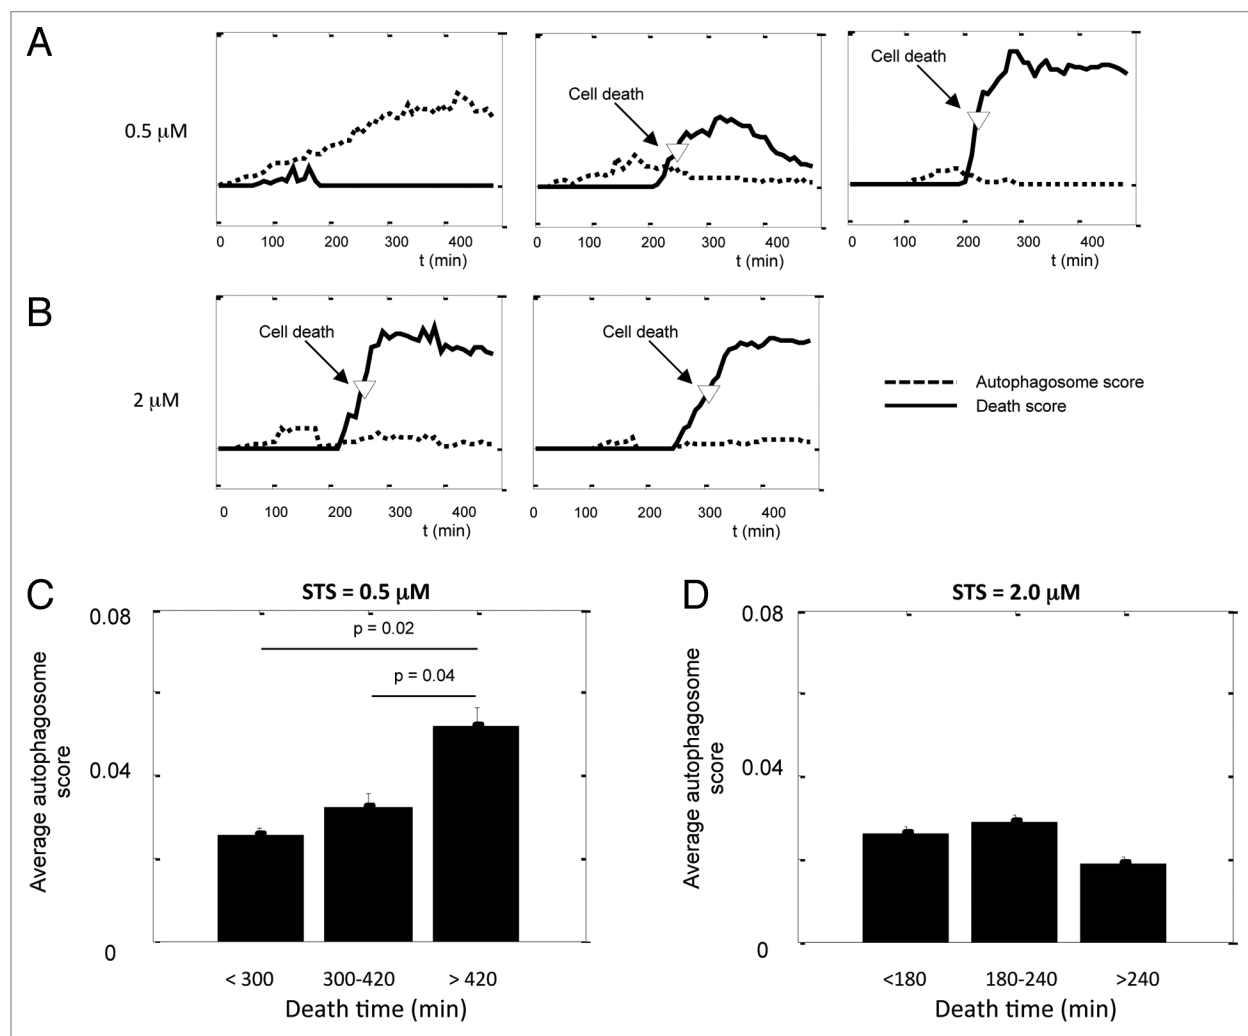 A
0.5 μM
Cell death
Cell death
0 100 200 300 400
t (min)
0 100 200 300 400
t (min)
0 100 200 300 400
t (min)
B
2 μM
Cell death
Cell death
Autophagosome score
Death score
0 100 200 300 400
t (min)
0 100 200 300 400
t (min)
C
STS = 0.5 μM
0.08
p = 0.02
p = 0.04
Average autophagosome
score
0.04
0
< 300 300-420 > 420
Death time (min)
D
STS = 2.0 μM
0.08
Average autophagosome
score
0.04
0
<180 180-240 >240
Death time (min)